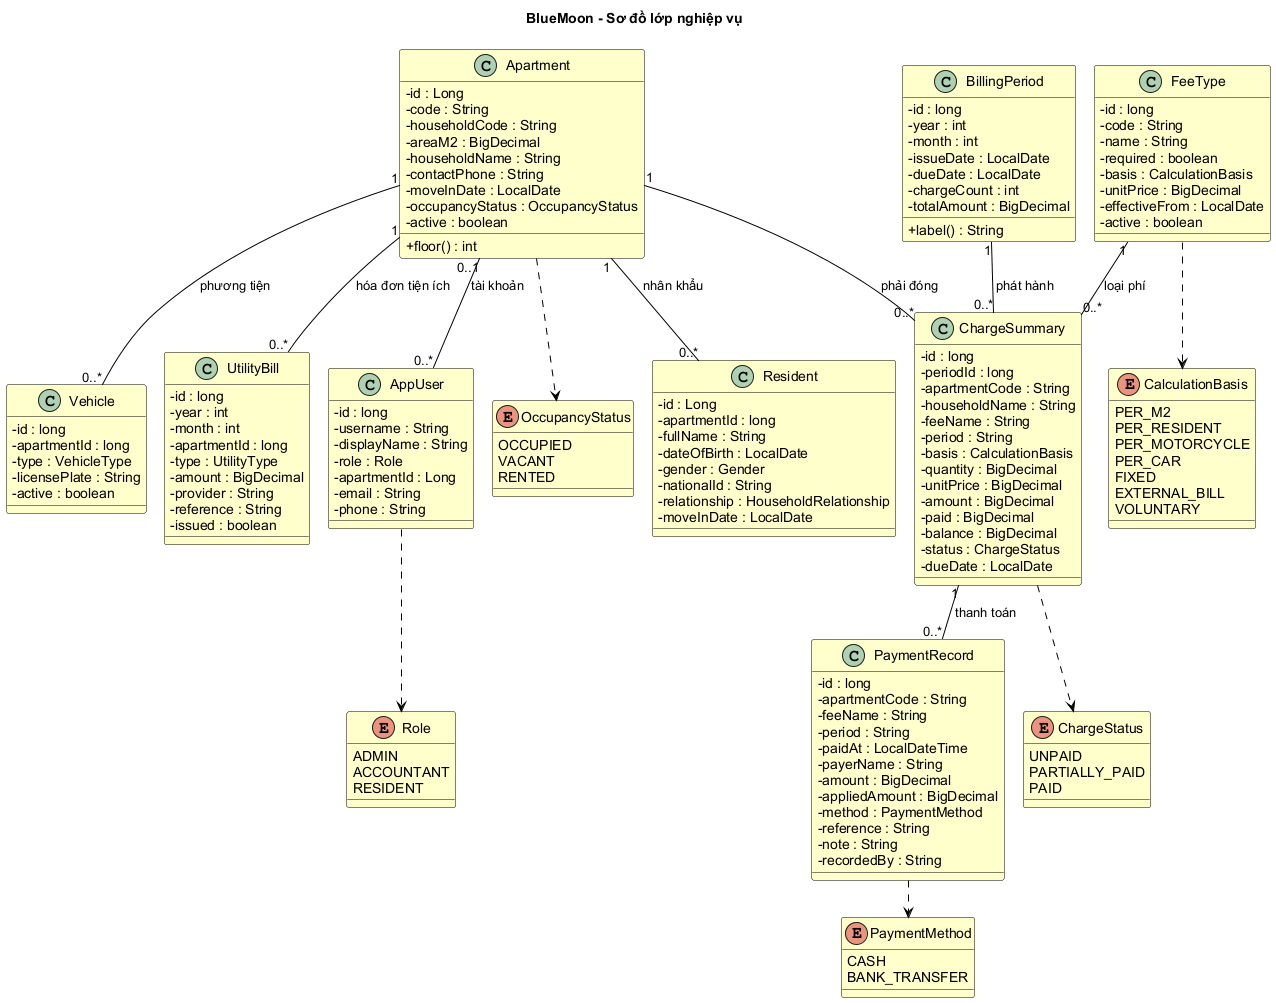 BlueMoon - Sơ đồ lớp nghiệp vụ
C Apartment
-id : Long
-code : String
-householdCode : String
-areaM2 : BigDecimal
-householdName : String
-contactPhone : String
-moveInDate : LocalDate
-occupancyStatus : OccupancyStatus
-active : boolean
+floor() : int
C BillingPeriod
-id : long
-year : int
-month : int
-issueDate : LocalDate
-dueDate : LocalDate
-chargeCount : int
-totalAmount : BigDecimal
+label() : String
C FeeType
-id : long
-code : String
-name : String
-required : boolean
-basis : CalculationBasis
-unitPrice : BigDecimal
-effectiveFrom : LocalDate
-active : boolean
1
1
0..1
1
1
1
1
phương tiện
hóa đơn tiện ích
tài khoản
nhân khẩu
phải đóng
phát hành
loại phí
0..*
0..*
0..*
0..*
0..*
0..*
0..*
C Vehicle
-id : long
-apartmentId : long
-type : VehicleType
-licensePlate : String
-active : boolean
C UtilityBill
-id : long
-year : int
-month : int
-apartmentId : long
-type : UtilityType
-amount : BigDecimal
-provider : String
-reference : String
-issued : boolean
C AppUser
-id : long
-username : String
-displayName : String
-role : Role
-apartmentId : Long
-email : String
-phone : String
E OccupancyStatus
OCCUPIED
VACANT
RENTED
C Resident
-id : Long
-apartmentId : long
-fullName : String
-dateOfBirth : LocalDate
-gender : Gender
-nationalId : String
-relationship : HouseholdRelationship
-moveInDate : LocalDate
C ChargeSummary
-id : long
-periodId : long
-apartmentCode : String
-householdName : String
-feeName : String
-period : String
-basis : CalculationBasis
-quantity : BigDecimal
-unitPrice : BigDecimal
-amount : BigDecimal
-paid : BigDecimal
-balance : BigDecimal
-status : ChargeStatus
-dueDate : LocalDate
E CalculationBasis
PER_M2
PER_RESIDENT
PER_MOTORCYCLE
PER_CAR
FIXED
EXTERNAL_BILL
VOLUNTARY
1
thanh toán
0..*
E Role
ADMIN
ACCOUNTANT
RESIDENT
C PaymentRecord
-id : long
-apartmentCode : String
-feeName : String
-period : String
-paidAt : LocalDateTime
-payerName : String
-amount : BigDecimal
-appliedAmount : BigDecimal
-method : PaymentMethod
-reference : String
-note : String
-recordedBy : String
E ChargeStatus
UNPAID
PARTIALLY_PAID
PAID
E PaymentMethod
CASH
BANK_TRANSFER